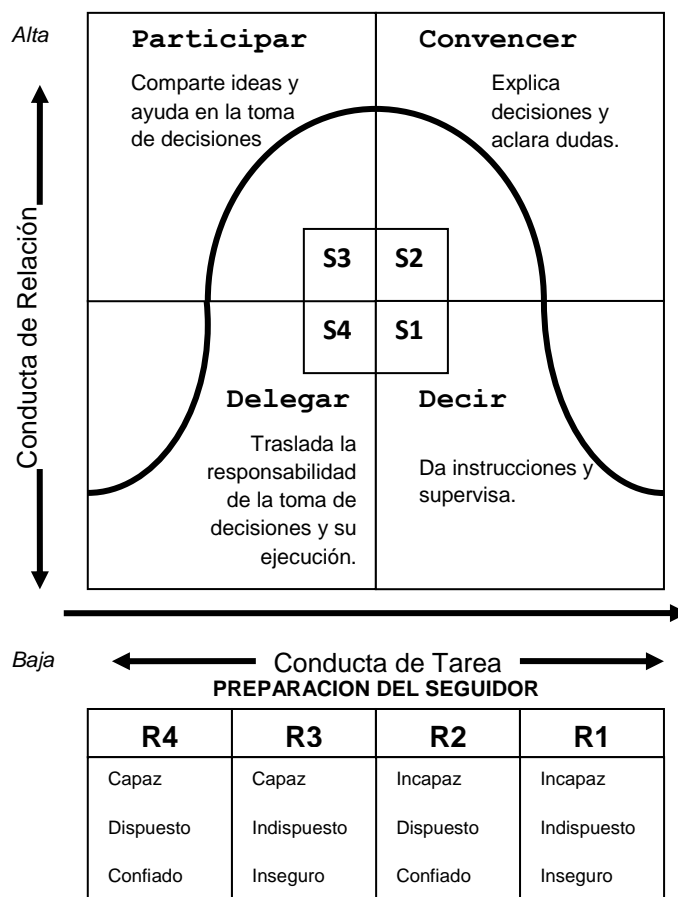 Alta
Participar
Comparte ideas y
ayuda en la toma
de decisiones
Convencer
Explica
decisiones y
aclara dudas.
Conducta de Relación
S3
S2
S4
S1
Delegar
Traslada la
responsabilidad
de la toma de
decisiones y su
ejecución.
Decir
Da instrucciones y
supervisa.
Baja
Conducta de Tarea
PREPARACION DEL SEGUIDOR
R4
R3
R2
R1
Capaz
Capaz
Incapaz
Incapaz
Dispuesto
Indispuesto
Dispuesto
Indispuesto
Confiado
Inseguro
Confiado
Inseguro